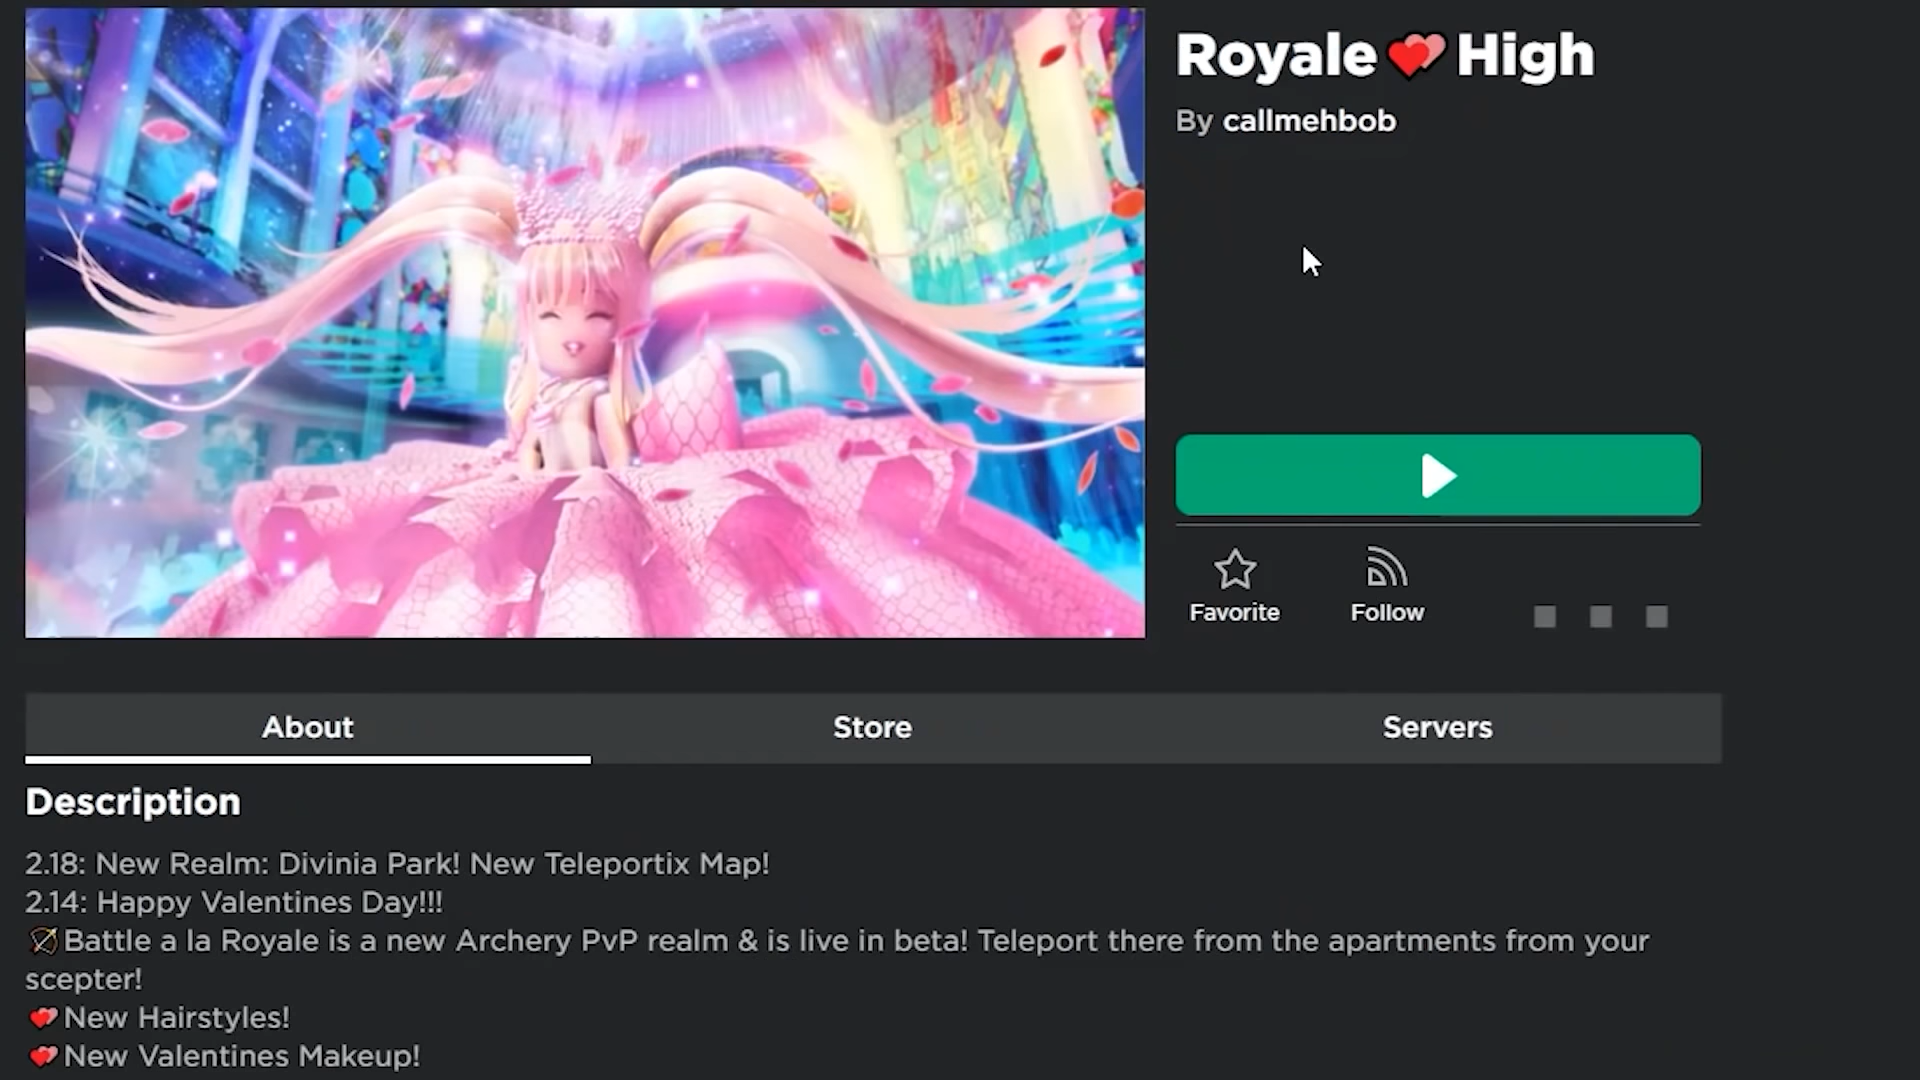 Royale💕High
By callmehbob
Favorite
Follow
About
Store
Servers
Description
2.18: New Realm: Divinia Park! New Teleportix Map!
2.14: Happy Valentines Day!!!
🏹Battle a la Royale is a new Archery PvP realm & is live in beta! Teleport there from the apartments from your
scepter!
💕New Hairstyles!
💕New Valentines Makeup!